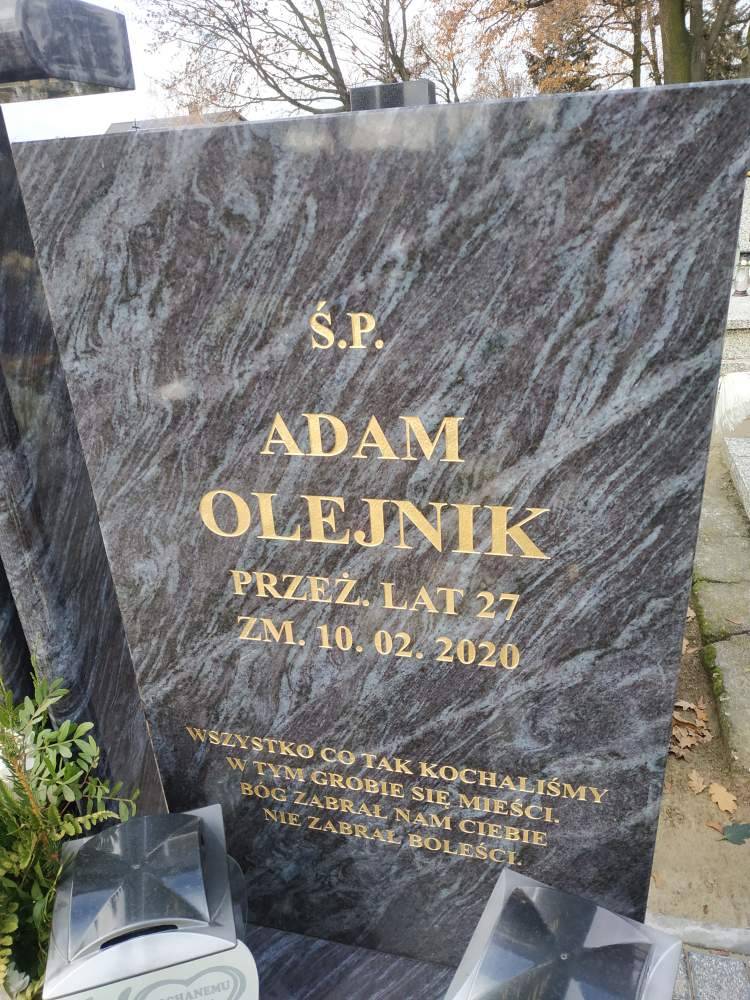 Ś.P.
ADAM
OLEJNIK
PRZEŻ. LAT 27
ZM. 10. 02. 2020
WSZYSTKO CO TAK KOCHALIŚMY
W TYM GROBIE SIĘ MIEŚCI.
BÓG ZABRAŁ NAM CIEBIE
NIE ZABRAŁ BOLEŚCI.